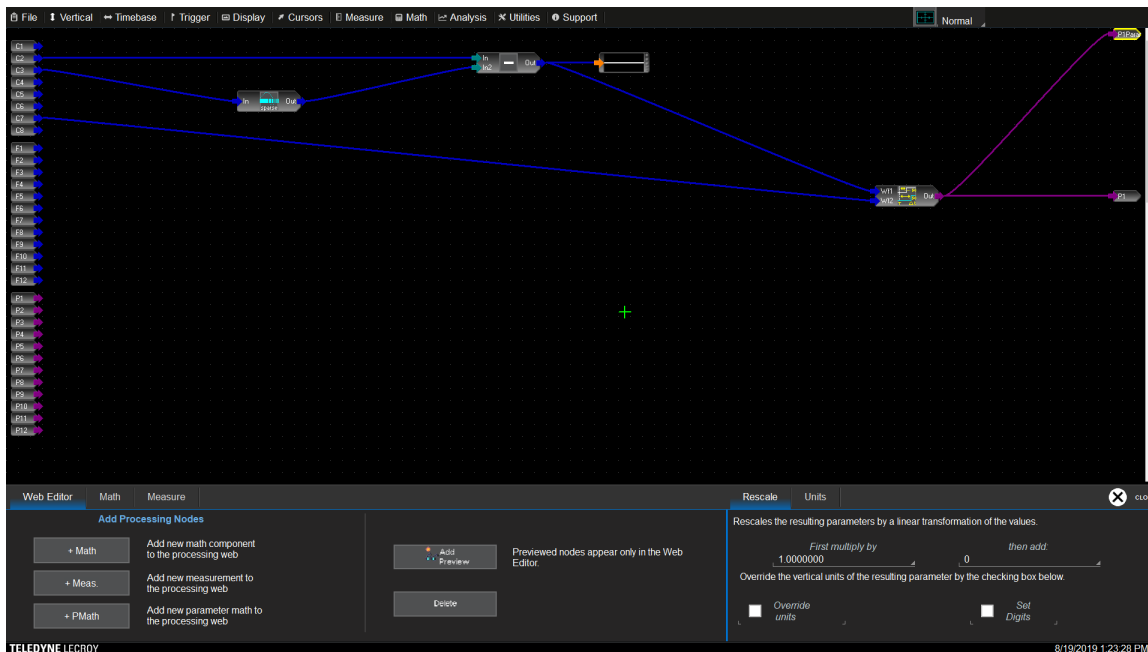 File Vertical Timebase Trigger Display Cursors Measure Math Analysis Utilities Support
Normal
P1Para
C1
C2
C3
C4
C5
C6
C7
C8
In
In2
Out
In
Out
sparse
F1
F2
F3
F4
F5
F6
F7
F8
F9
F10
F11
F12
WI1
WI2
Out
P1
P1
P2
P3
P4
P5
P6
P7
P8
P9
P10
P11
P12
Web Editor Math Measure
Add Processing Nodes
+ Math
Add new math component
to the processing web
+ Meas.
Add new measurement to
the processing web
+ PMath
Add new parameter math to
the processing web
Add
Preview
Previewed nodes appear only in the Web
Editor.
Delete
Rescale Units
CLO
Rescales the resulting parameters by a linear transformation of the values.
First multiply by
1.0000000
then add:
0
Override the vertical units of the resulting parameter by the checking box below.
Override
units
Set
Digits
TELEDYNE LECROY
8/19/2019 1:23:28 PM